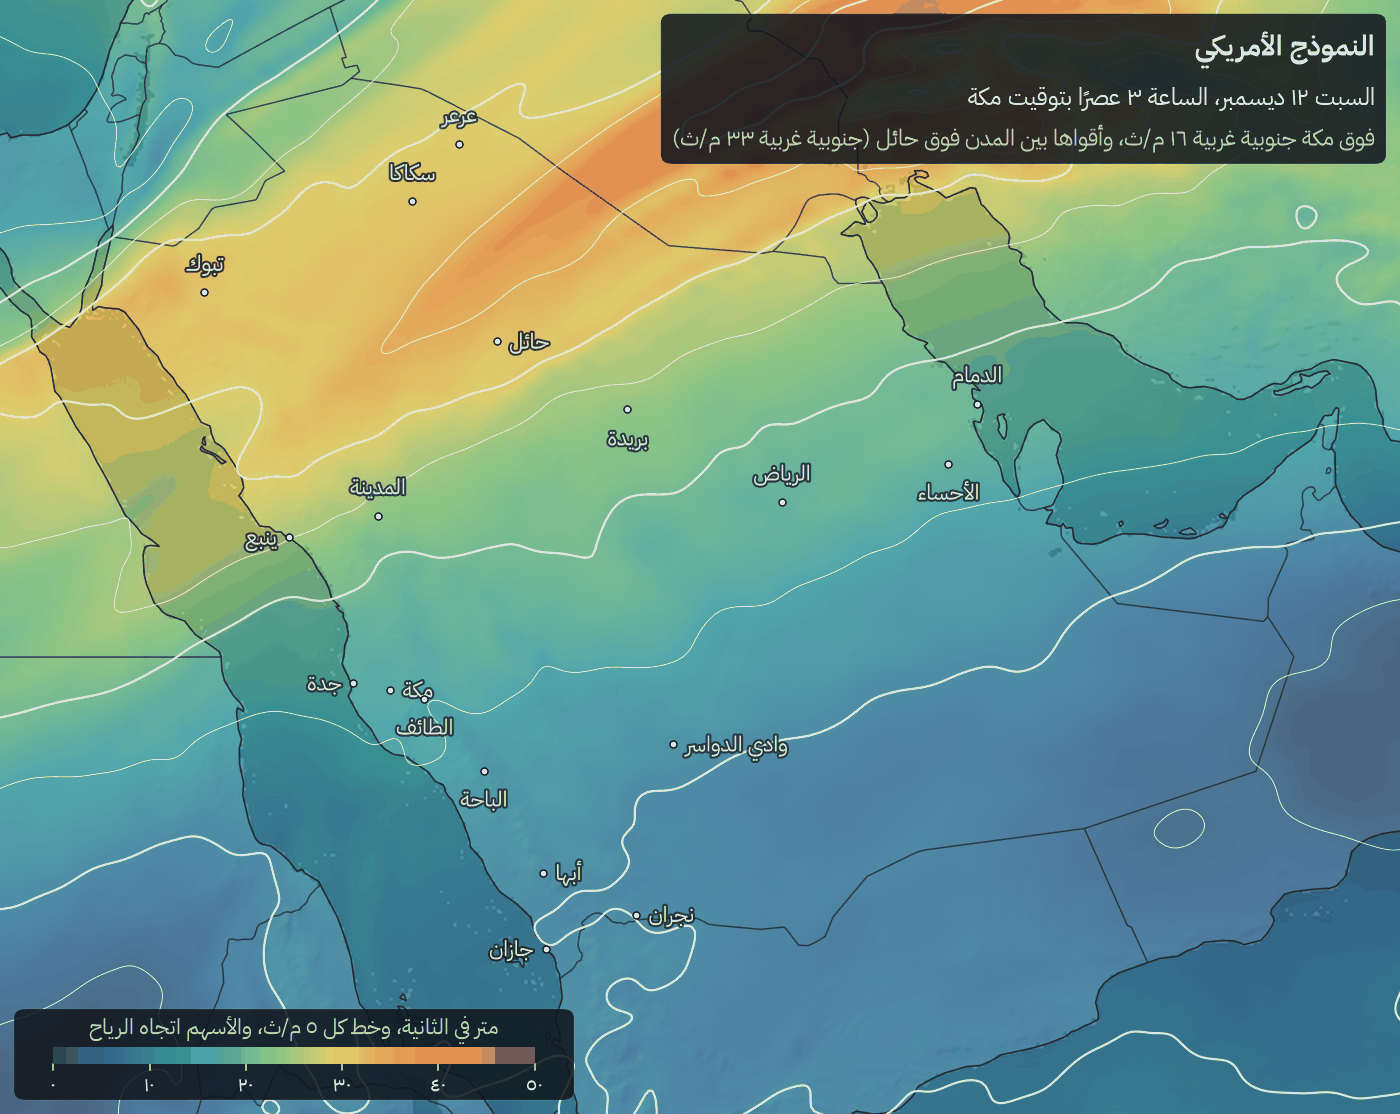 النموذج الأمريكي
السبت ١٢ ديسمبر، الساعة ٣ عصرًا بتوقيت مكة
فوق مكة جنوبية غربية ١٦ م/ث، وأقواها بين المدن فوق حائل (جنوبية غربية ٣٣ م/ث)
عرعر
سكاكا
تبوك
حائل
الدمام
بريدة
الرياض
المدينة
الأحساء
ينبع
جدة
مكة
الطائف
وادي الدواسر
الباحة
أبها
نجران
جازان
متر في الثانية، وخط كل ٥ م/ث، والأسهم اتجاه الرياح
٠ ١٠ ٢٠ ٣٠ ٤٠ ٥٠